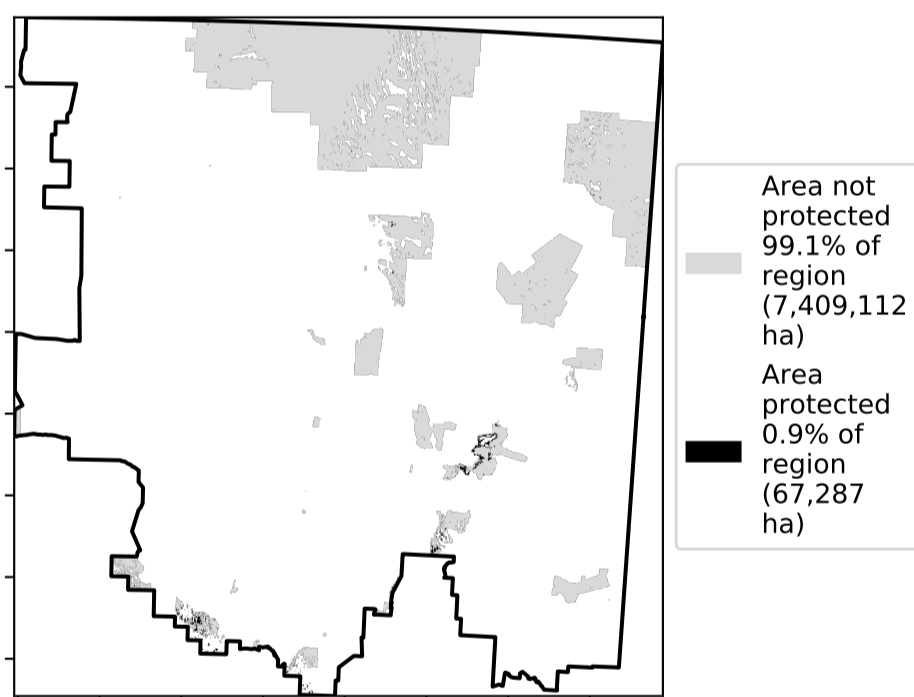 Area not
protected
99.1% of
region
(7,409,112
ha)
Area
protected
0.9% of
region
(67,287
ha)